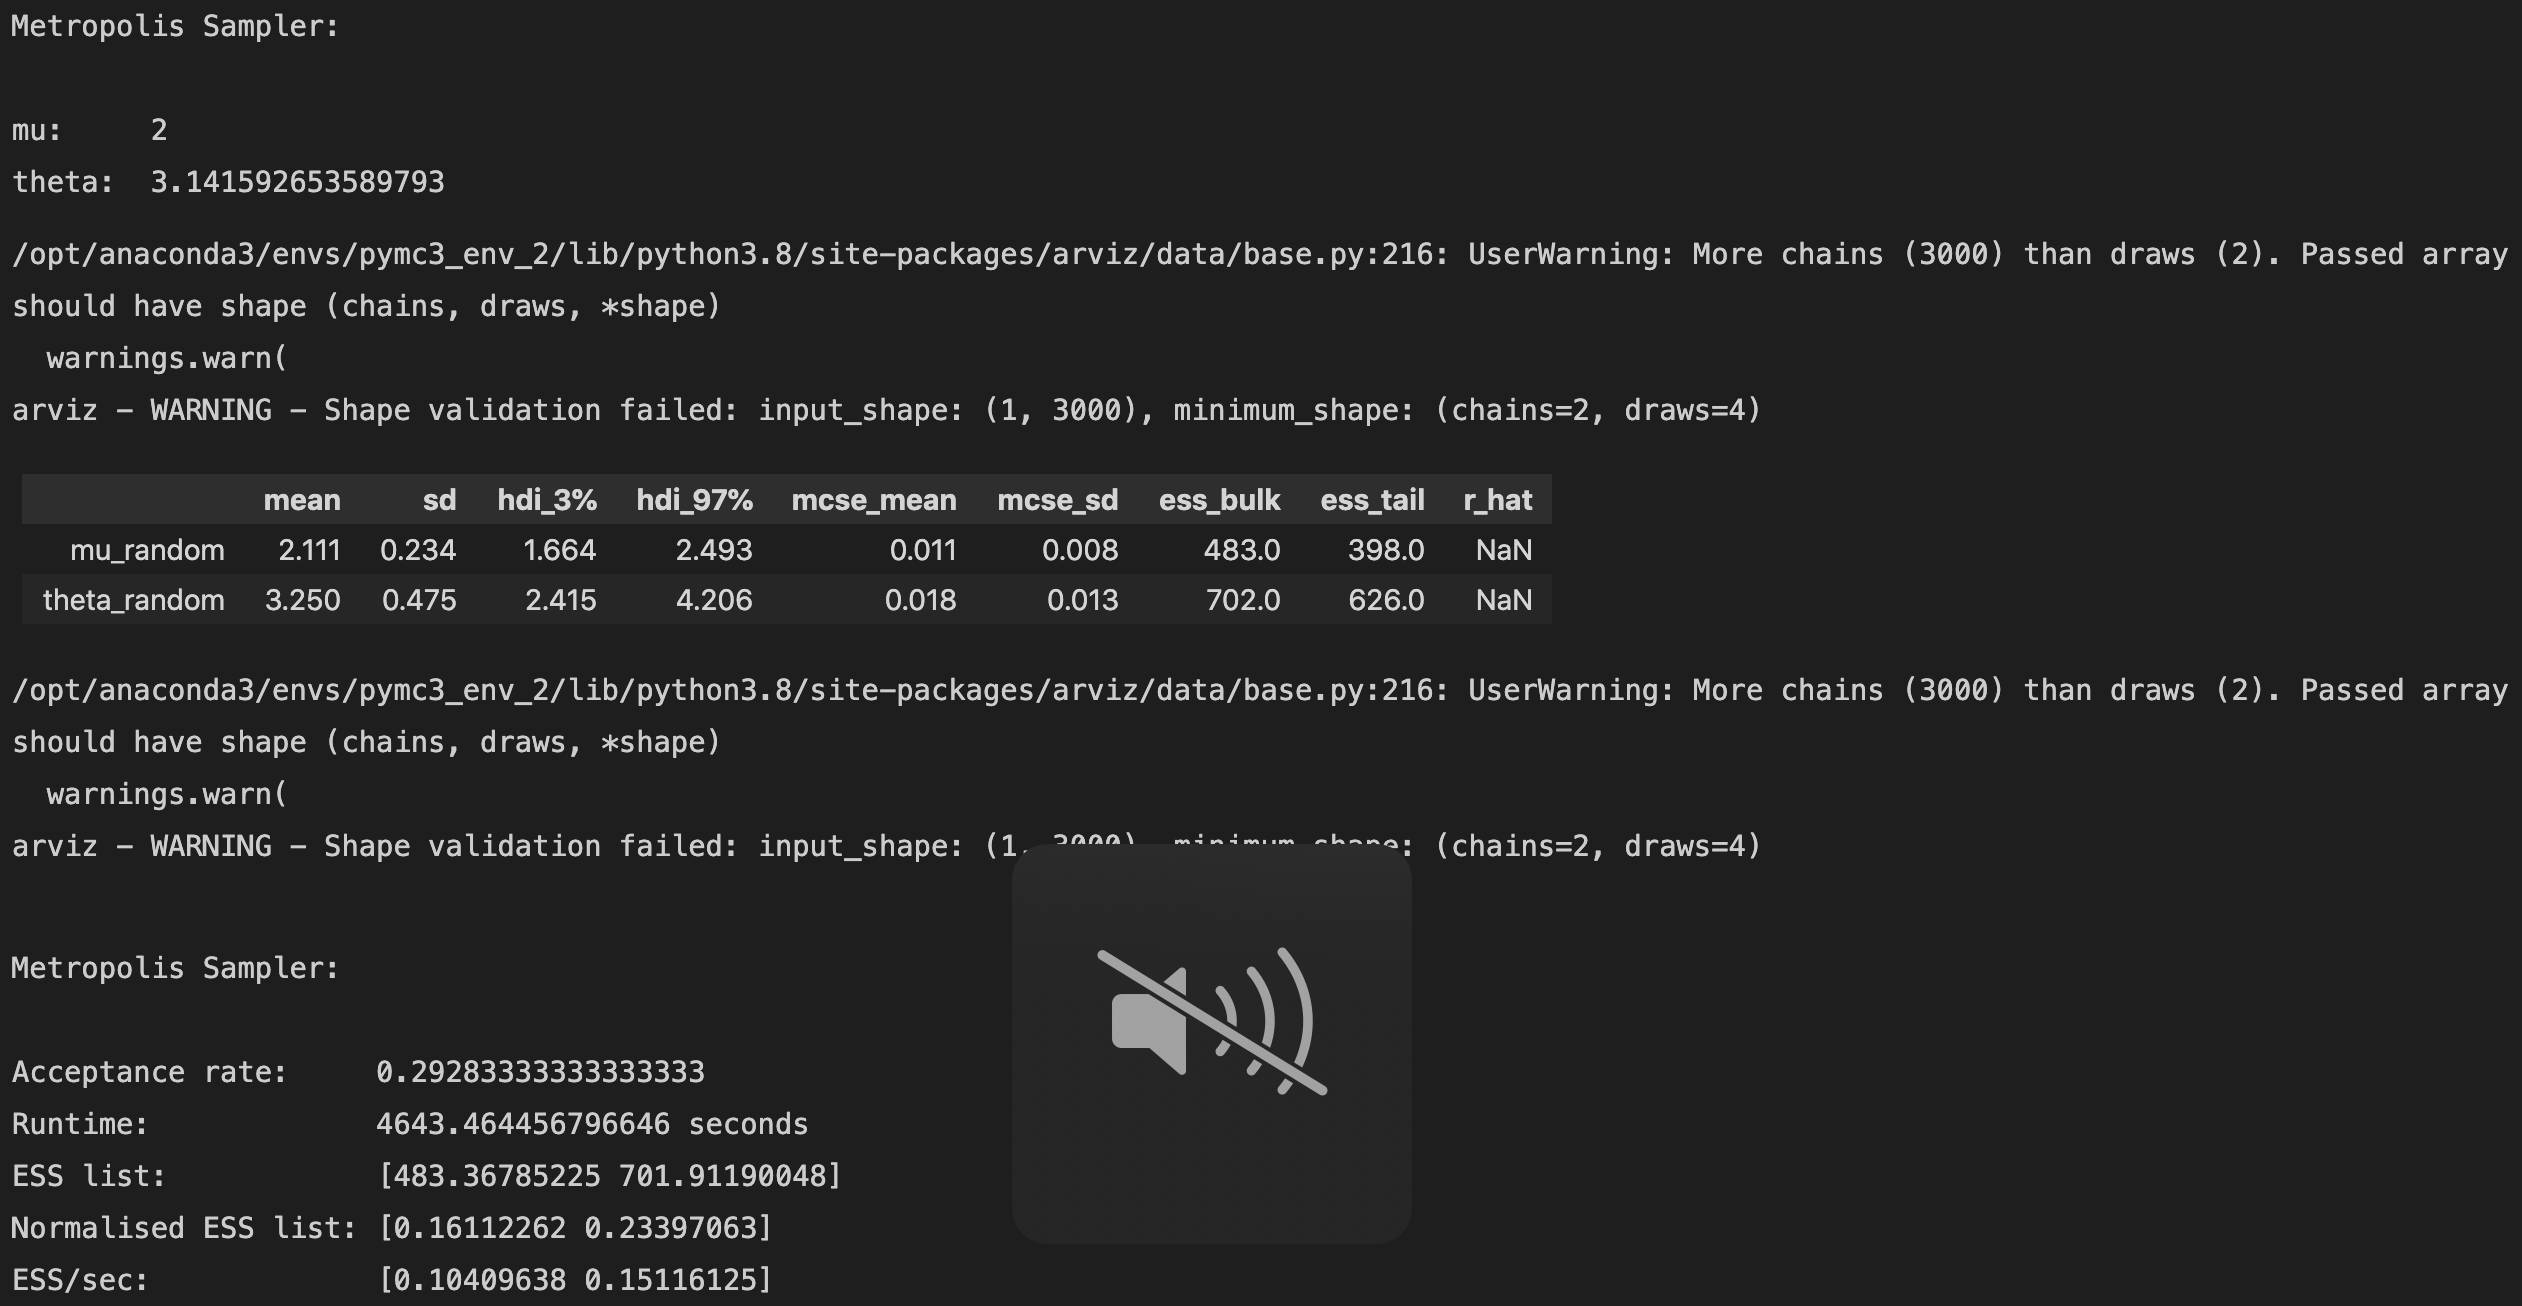 Metropolis Sampler:
mu:     2
theta:  3.141592653589793
/opt/anaconda3/envs/pymc3_env_2/lib/python3.8/site-packages/arviz/data/base.py:216: UserWarning: More chains (3000) than draws (2). Passed array
should have shape (chains, draws, *shape)
  warnings.warn(
arviz - WARNING - Shape validation failed: input_shape: (1, 3000), minimum_shape: (chains=2, draws=4)
mean sd hdi_3% hdi_97% mcse_mean mcse_sd ess_bulk ess_tail r_hat
mu_random 2.111 0.234 1.664 2.493 0.011 0.008 483.0 398.0 NaN
theta_random 3.250 0.475 2.415 4.206 0.018 0.013 702.0 626.0 NaN
/opt/anaconda3/envs/pymc3_env_2/lib/python3.8/site-packages/arviz/data/base.py:216: UserWarning: More chains (3000) than draws (2). Passed array
should have shape (chains, draws, *shape)
  warnings.warn(
arviz - WARNING - Shape validation failed: input_shape: (1, 3000), minimum_shape: (chains=2, draws=4)
Metropolis Sampler:
Acceptance rate:     0.29283333333333333
Runtime:             4643.464456796646 seconds
ESS list:            [483.36785225 701.91190048]
Normalised ESS list: [0.16112262 0.23397063]
ESS/sec:             [0.10409638 0.15116125]